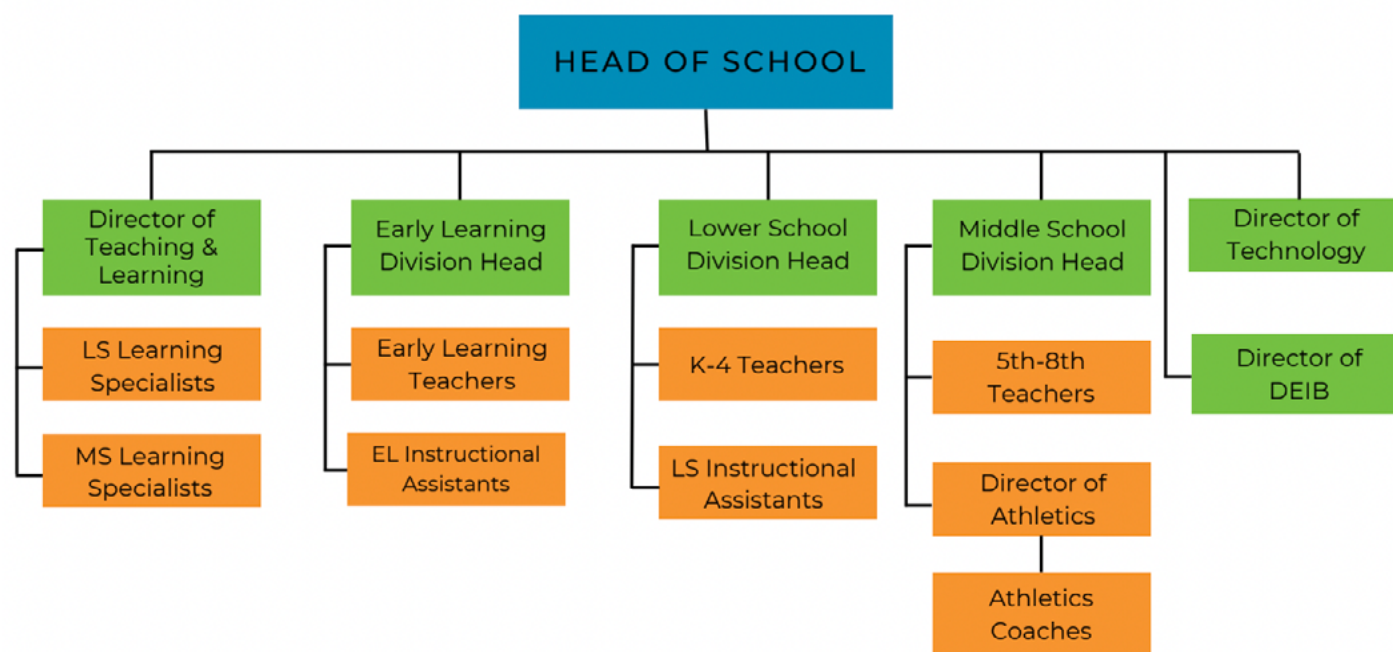 HEAD OF SCHOOL
Director of
Teaching &
Learning
LS Learning
Specialists
MS Learning
Specialists
Early Learning
Division Head
Early Learning
Teachers
EL Instructional
Assistants
Lower School
Division Head
K-4 Teachers
LS Instructional
Assistants
Middle School
Division Head
5th-8th
Teachers
Director of
Athletics
Athletics
Coaches
Director of
Technology
Director of
DEIB